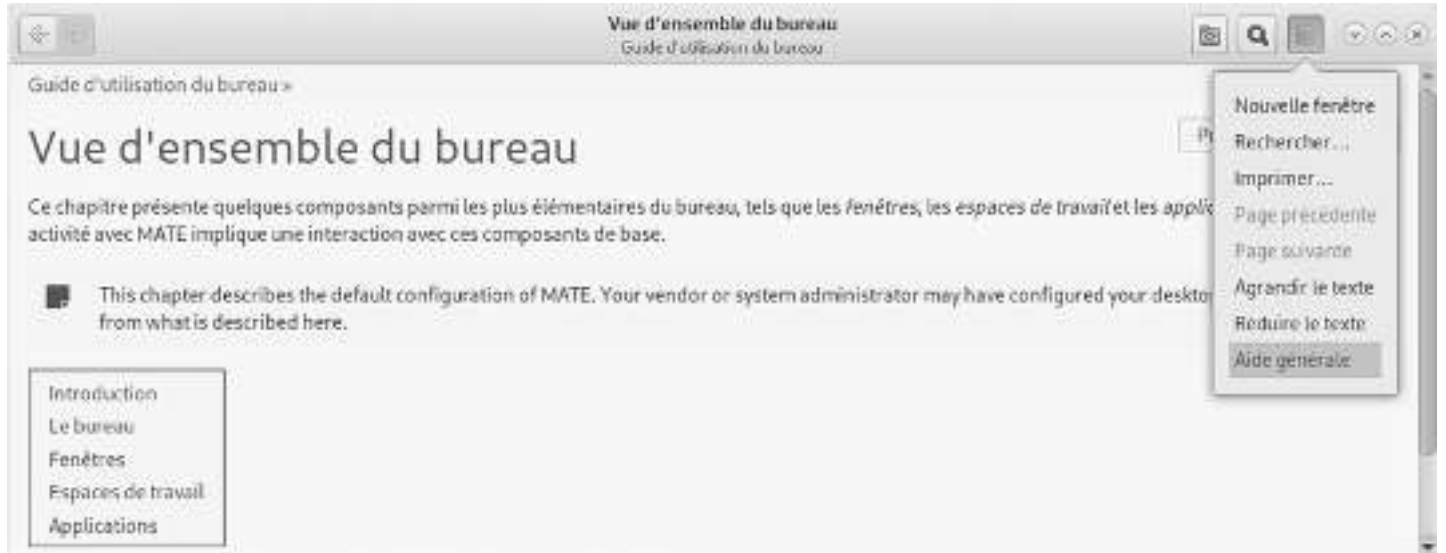 Vue d'ensemble du bureau
Guide d'utilisation du bureau
Guide d'utilisation du bureau »
Vue d'ensemble du bureau
Ce chapitre présente quelques composants parmi les plus élémentaires du bureau, tels que les fenêtres, les espaces de travail et les applic
activité avec MATE implique une interaction avec ces composants de base.
This chapter describes the default configuration of MATE. Your vendor or system administrator may have configured your deskto
from what is described here.
Introduction
Le bureau
Fenêtres
Espaces de travail
Applications
Nouvelle fenêtre
Rechercher...
Imprimer...
Page précédente
Page suivante
Agrandir le texte
Réduire le texte
Aide générale